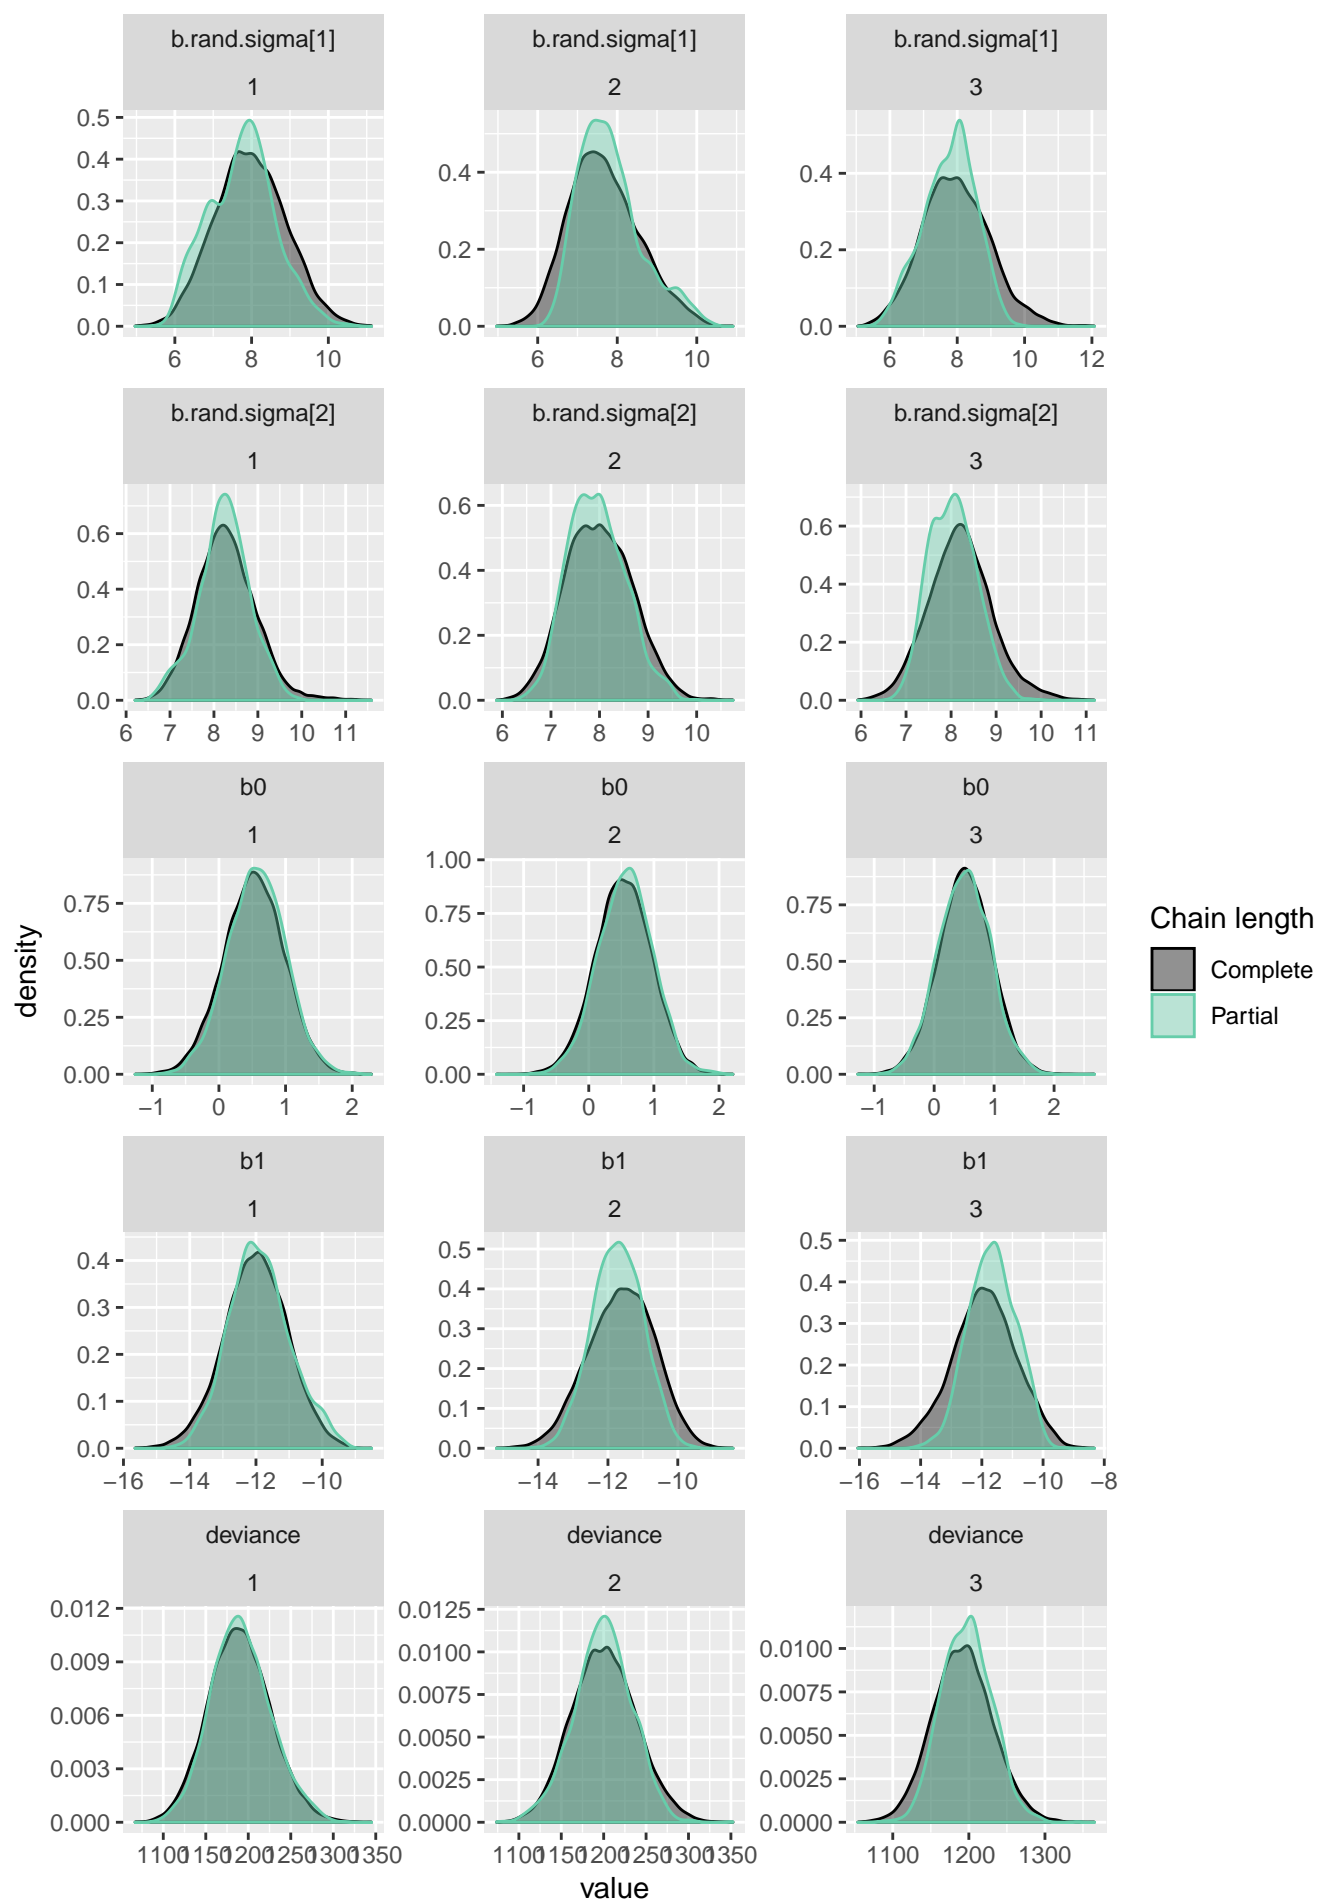 b.rand.sigma[1] b.rand.sigma[1] b.rand.sigma[1]
1 2 3
0.5
0.4
0.3
0.2
0.1
0.0
0.4
0.2
0.0
0.4
0.2
0.0
6 8 10
6 8 10
6 8 10 12
b.rand.sigma[2] b.rand.sigma[2] b.rand.sigma[2]
1 2 3
0.6
0.4
0.2
0.0
0.6
0.4
0.2
0.0
0.6
0.4
0.2
0.0
6 7 8 9 10 11
6 7 8 9 10
6 7 8 9 10 11
b0 b0 b0
1 2 3
0.75
0.50
0.25
0.00
1.00
0.75
0.50
0.25
0.00
0.75
0.50
0.25
0.00
−1 0 1 2
−1 0 1 2
−1 0 1 2
b1 b1 b1
1 2 3
0.4
0.3
0.2
0.1
0.0
0.5
0.4
0.3
0.2
0.1
0.0
0.5
0.4
0.3
0.2
0.1
0.0
−16 −14 −12 −10
−14 −12 −10
−16 −14 −12 −10 −8
deviance deviance deviance
1 2 3
0.012
0.009
0.006
0.003
0.000
0.0125
0.0100
0.0075
0.0050
0.0025
0.0000
0.0100
0.0075
0.0050
0.0025
0.0000
1100 1150 1200 1250 1300 1350
1100 1150 1200 1250 1300 1350
1100 1200 1300
value
density
Chain length
Complete
Partial